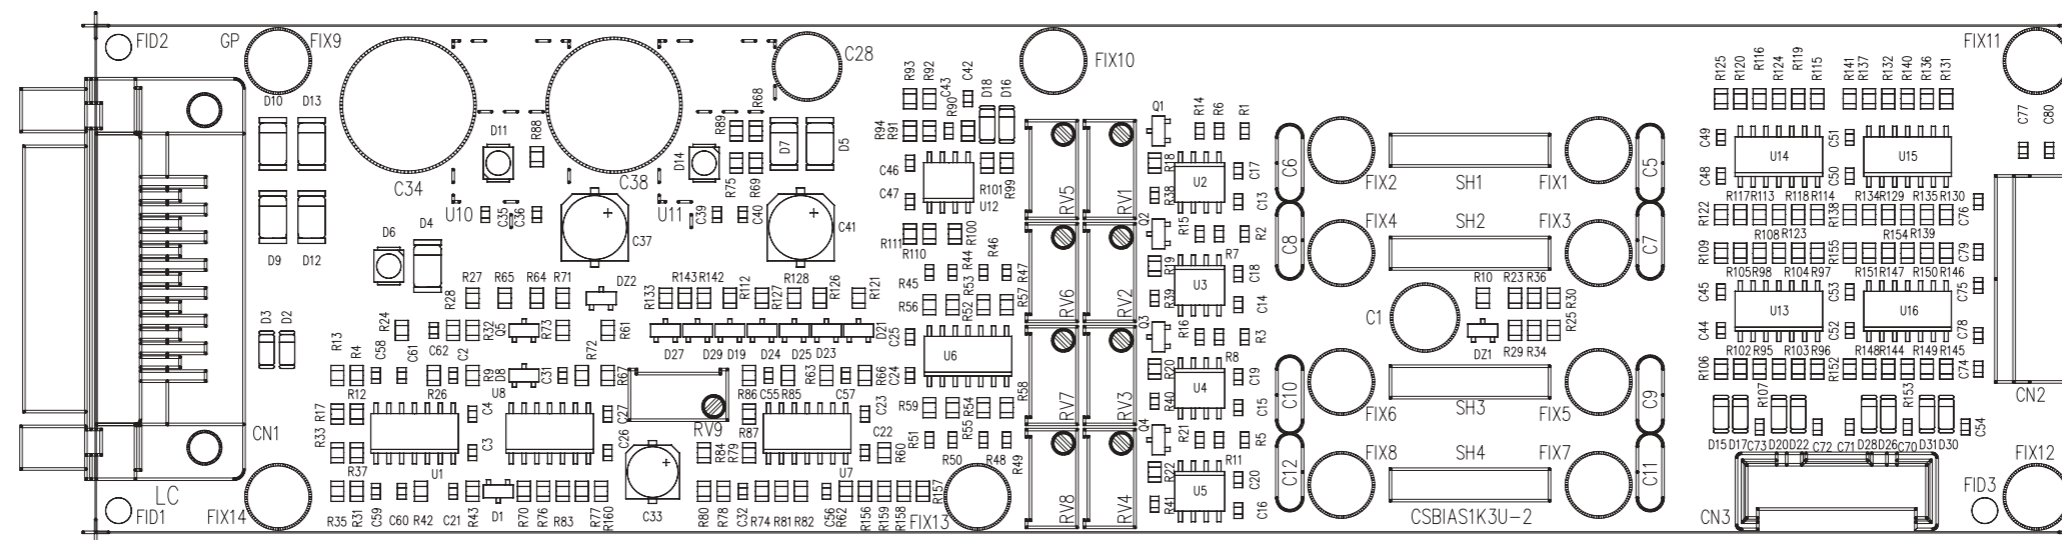 FID2 GP FIX9 C28 FIX10 FIX11
D10 D13 R68 R93 R92 C42 C43 D18 D16 R125 R120 R116 R124 R119 R115 R141 R137 R132 R140 R136 R131
D11 R88 R89 D7 D5 R94 R91 R90 Q1 R14 R6 R1 C77 C80
C34 C38 D14 R75 R69 C46 C47 R101 R99 U12 RV5 RV1 R18 R38 U2 C17 C13 C6 FIX2 SH1 FIX1 C5 C49 C48 U14 C51 C50 U15
U10 C35 C36 U11 C39 C40 R117 R113 R118 R114 R134 R129 R135 R130
D6 D4 C37 C41 R111 R110 R100 Q2 R15 R2 C8 FIX4 SH2 FIX3 C7 R122 R138 C76
D9 D12 R44 R46 R7 R108 R123 R154 R139 R109 R155 C79
R27 R65 R64 R71 DZ2 R143 R142 R128 R45 R53 R47 R19 U3 C18 R10 R23 R36 R105 R98 R104 R97 R151 R147 R150 R146
R28 R133 R112 R127 R126 R121 R56 R52 R57 RV6 RV2 R39 C14 R30 C45 C53 C75
D3 D2 R13 R4 R24 R32 Q5 R73 R61 C25 U6 Q3 R16 R3 C1 R25 C44 U13 C52 U16 C78
C58 C61 C62 C2 R72 D27 D29 D19 D24 D25 D23 D21 R8 DZ1 R29 R34 R102 R95 R103 R96 R148 R144 R149 R145
R12 R26 R9 D8 C31 R67 R86 C55 R85 R63 C57 R66 C24 R58 R20 U4 C19 R106 R152 C74
R17 U8 C4 C27 C23 R59 R54 RV7 RV3 R40 C15 C10 FIX6 SH3 FIX5 C9 R107 R153 CN2
CN1 R33 C3 C26 RV9 R87 C22 R51 R55 Q4 R21 R5 D15 D17 C73 D20 D22 C72 C71 D28 D26 C70 D31 D30 C54
R37 U1 R84 R79 U7 R60 R50 R48 R49 R22 R11 C20 C12 FIX8 SH4 FIX7 C11 FIX12
LC R157 RV8 RV4 R41 U5 C16 FID3
FID1 FIX14 R35 R31 C59 C60 R42 C21 R43 D1 R70 R76 R83 R77 R160 C33 R80 R78 C32 R74 R81 R82 C56 R62 R156 R159 R158 FIX13 CSBIAS1K3U-2 CN3